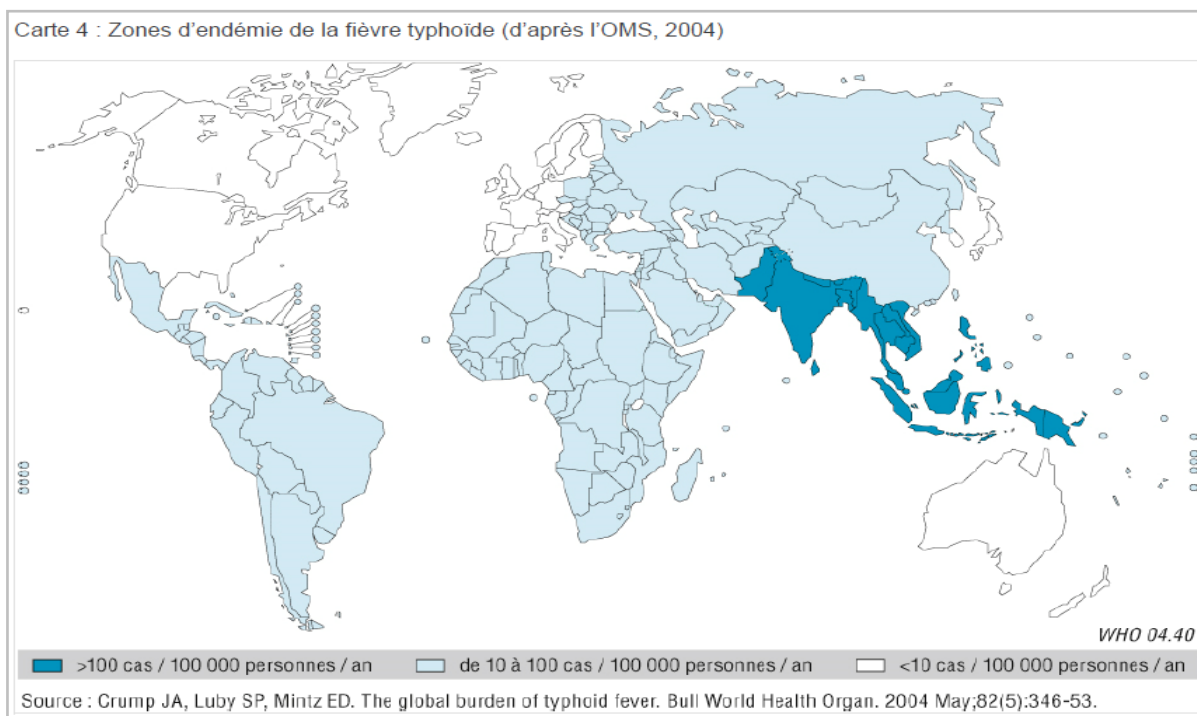 Carte 4 : Zones d’endémie de la fièvre typhoïde (d’après l’OMS, 2004)
WHO 04.40
>100 cas / 100 000 personnes / an de 10 à 100 cas / 100 000 personnes / an <10 cas / 100 000 personnes / an
Source : Crump JA, Luby SP, Mintz ED. The global burden of typhoid fever. Bull World Health Organ. 2004 May;82(5):346-53.